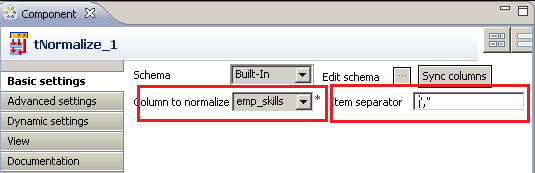 Component
tNormalize_1
Basic settings
Advanced settings
Dynamic settings
View
Documentation
Schema Built-In Edit schema ... Sync columns
Column to normalize emp_skills * Item separator ","